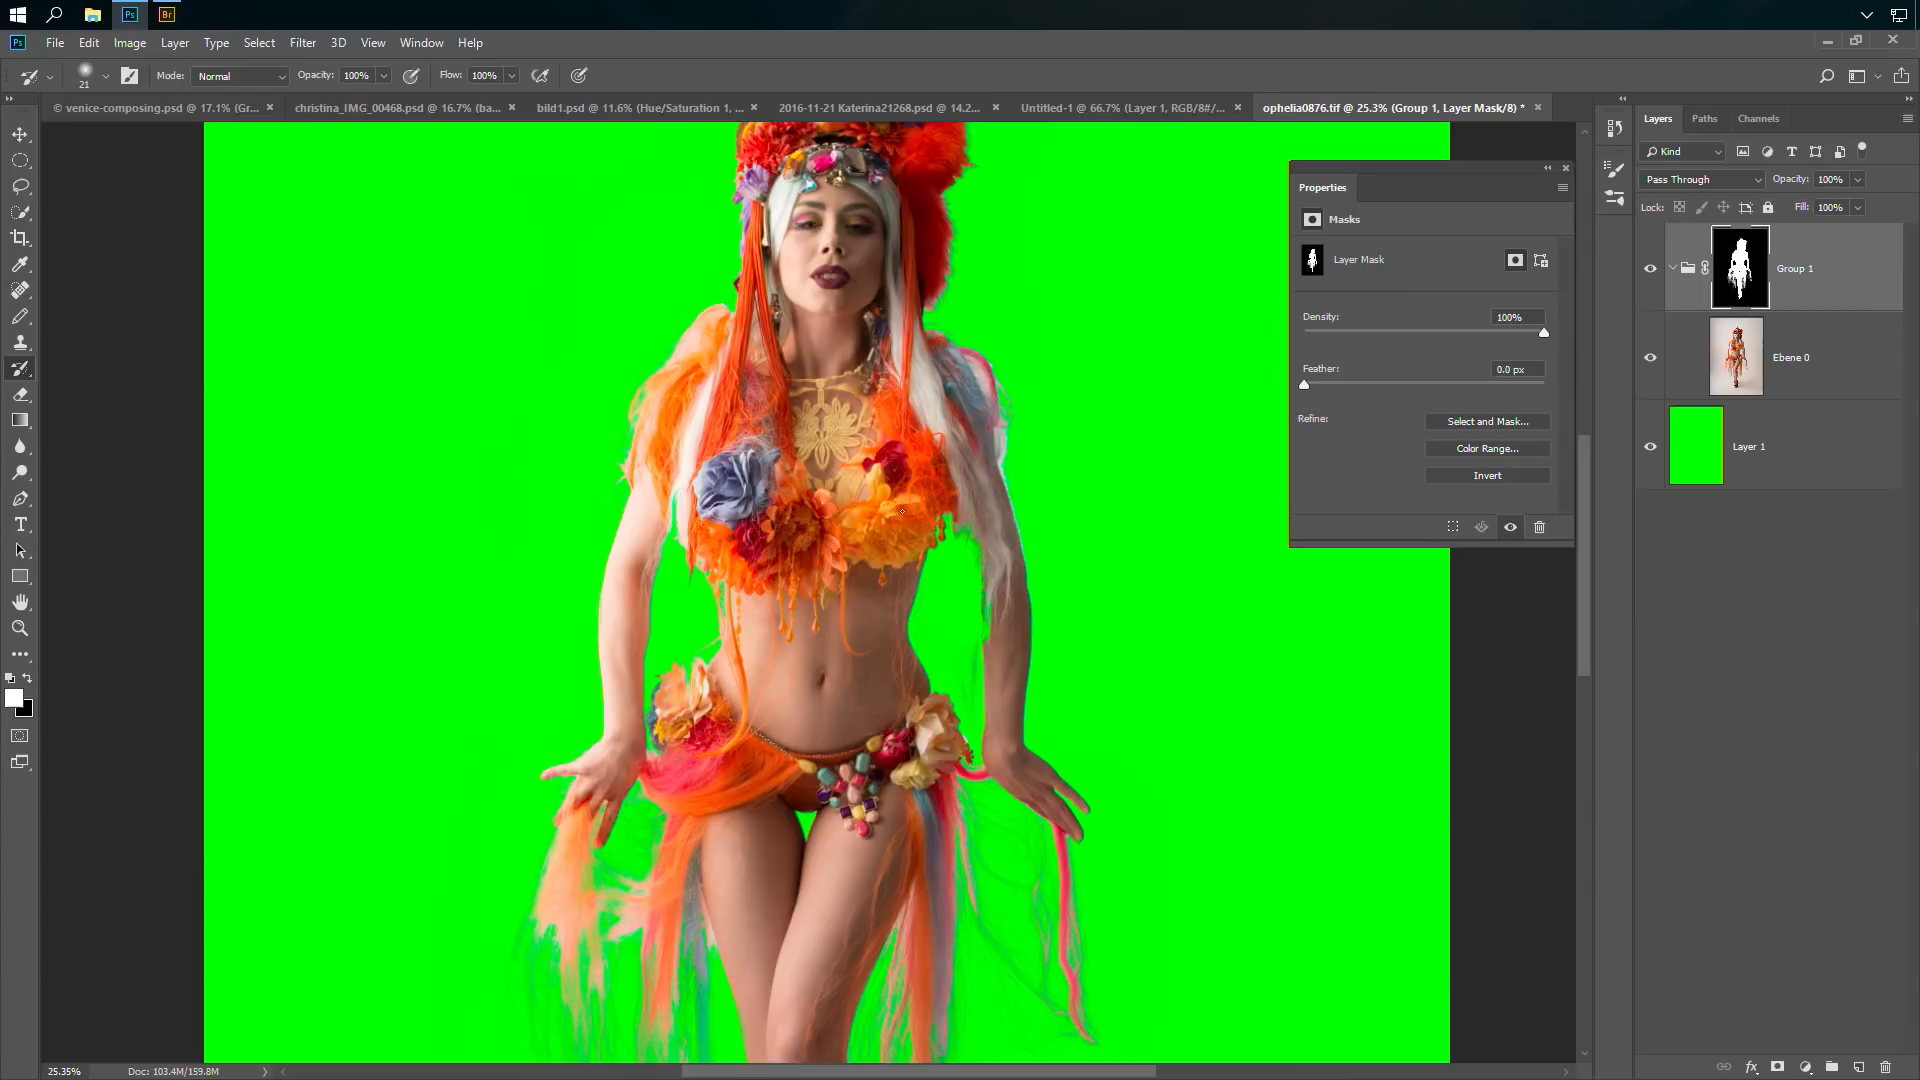 Ps
Br
Ps
File Edit Image Layer Type Select Filter 3D View Window Help
21
Mode: Normal Opacity: 100% Flow: 100%
© venice-composing.psd @ 17.1% (Gr... × christina_IMG_00468.psd @ 16.7% (ba... × bild1.psd @ 11.6% (Hue/Saturation 1, ... × 2016-11-21 Katerina21268.psd @ 14.2... × Untitled-1 @ 66.7% (Layer 1, RGB/8#/... × ophelia0876.tif @ 25.3% (Group 1, Layer Mask/8) * ×
Properties
Masks
Layer Mask
Density: 100%
Feather: 0.0 px
Refine:
Select and Mask...
Color Range...
Invert
Layers Paths Channels
Kind
Pass Through Opacity: 100%
Lock: Fill: 100%
Group 1
Ebene 0
Layer 1
25.35% Doc: 103.4M/159.8M
fx